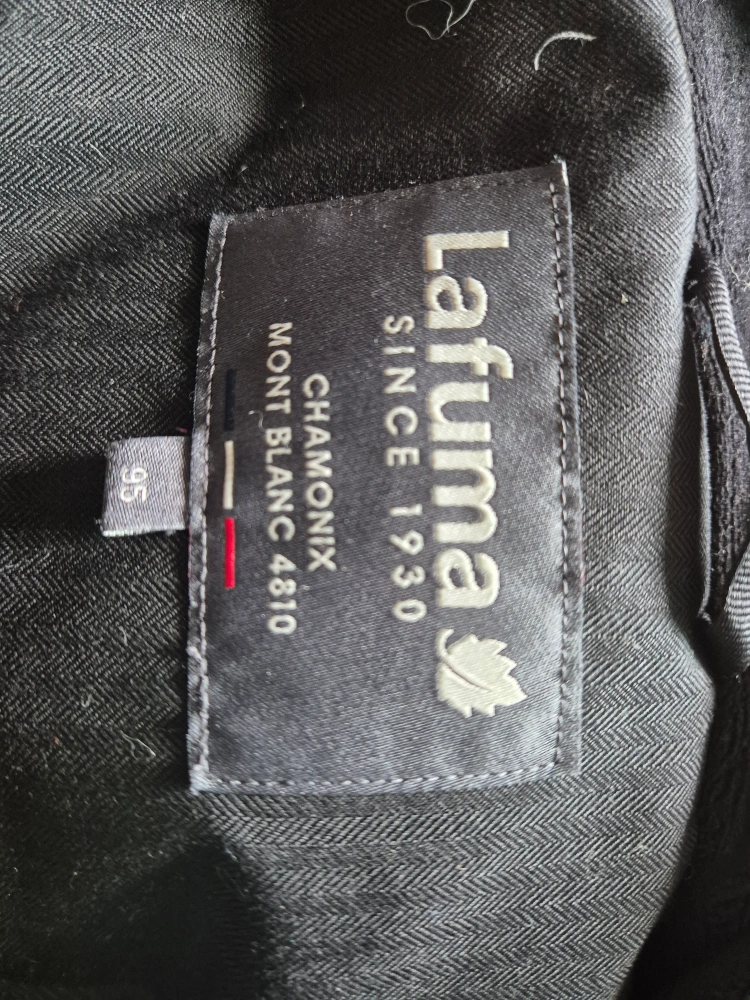 Lafuma
SINCE 1930
CHAMONIX
MONT BLANC 4810
95